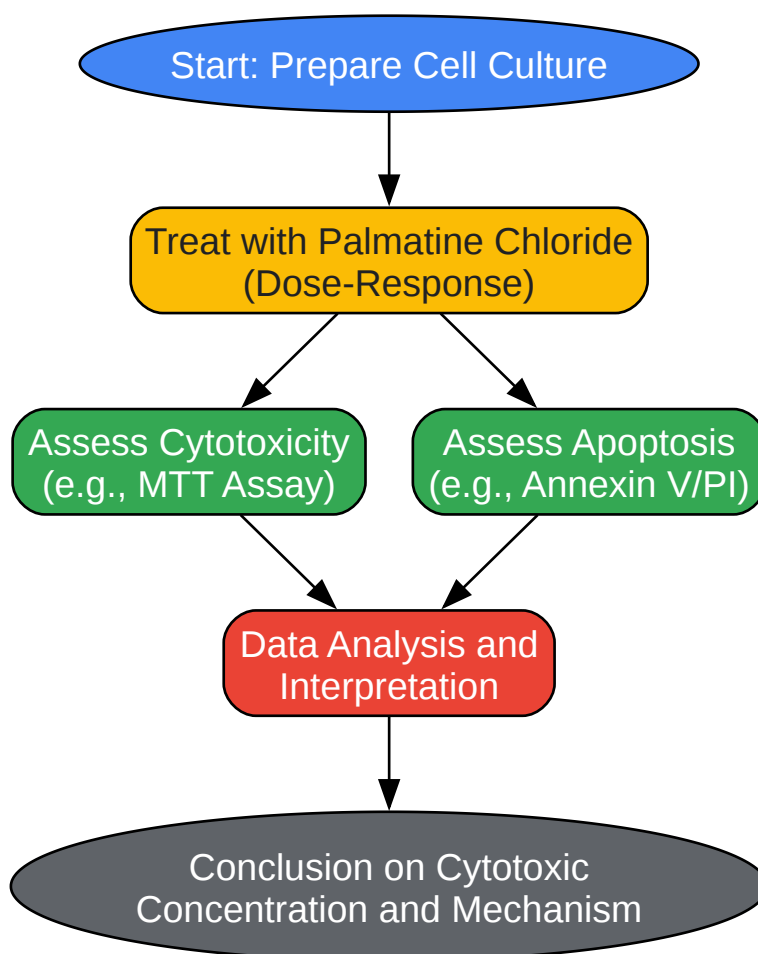 Start: Prepare Cell Culture
Treat with Palmatine Chloride
(Dose-Response)
Assess Cytotoxicity
(e.g., MTT Assay)
Assess Apoptosis
(e.g., Annexin V/PI)
Data Analysis and
Interpretation
Conclusion on Cytotoxic
Concentration and Mechanism